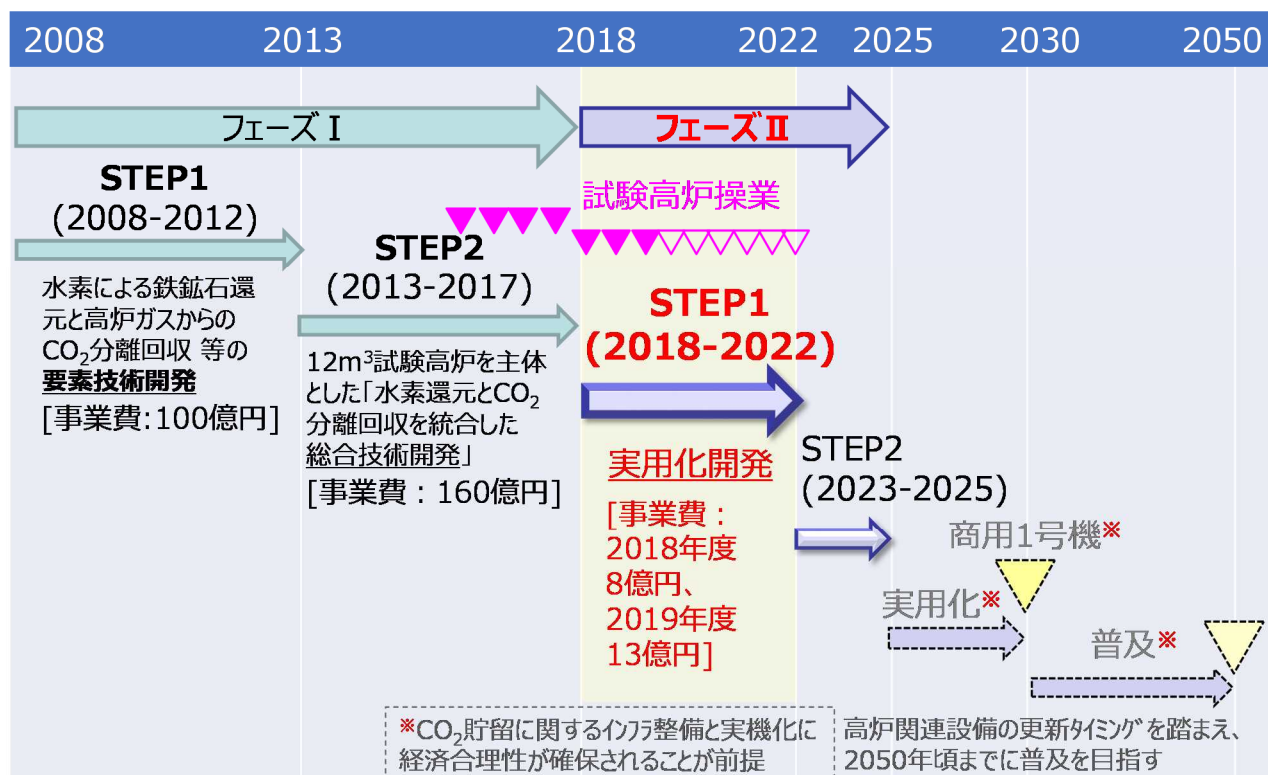 2008 2013 2018 2022 2025 2030 2050
フェーズⅠ
フェーズⅡ
STEP1
(2008-2012)
水素による鉄鉱石還
元と高炉ガスからの
CO₂分離回収 等の
要素技術開発
[事業費:100億円]
STEP2
(2013-2017)
12m³試験高炉を主体
とした「水素還元とCO₂
分離回収を統合した
総合技術開発」
[事業費：160億円]
試験高炉操業
STEP1
(2018-2022)
実用化開発
[事業費：
2018年度
8億円、
2019年度
13億円]
STEP2
(2023-2025)
商用1号機※
実用化※
普及※
※CO₂貯留に関するインフラ整備と実機化に
経済合理性が確保されることが前提
高炉関連設備の更新タイミングを踏まえ、
2050年頃までに普及を目指す